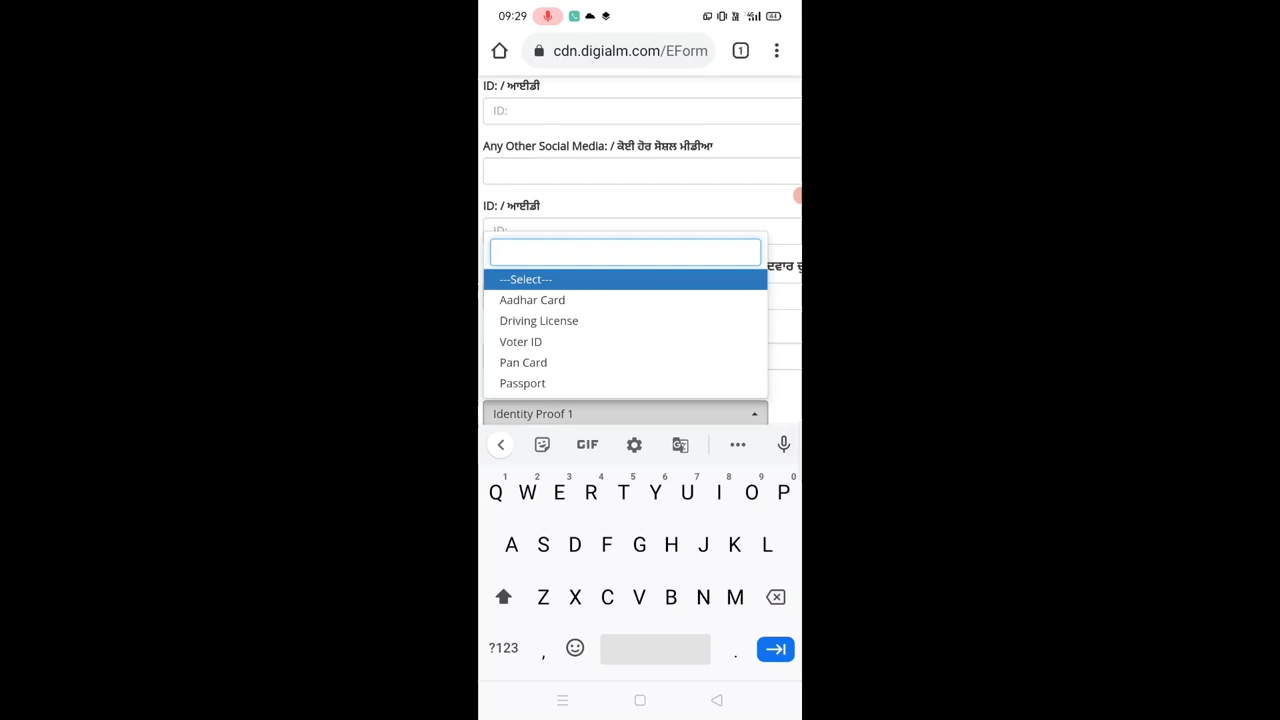 09:29
44
cdn.digialm.com/EForm
1
ID: / ਆਈਡੀ
ID:
Any Other Social Media: / ਕੋਈ ਹੋਰ ਸੋਸ਼ਲ ਮੀਡੀਆ
ID: / ਆਈਡੀ
ID:
---Select---
Aadhar Card
Driving License
Voter ID
Pan Card
Passport
Identity Proof 1
GIF
1 2 3 4 5 6 7 8 9 0
Q W E R T Y U I O P
A S D F G H J K L
Z X C V B N M
?123 , .